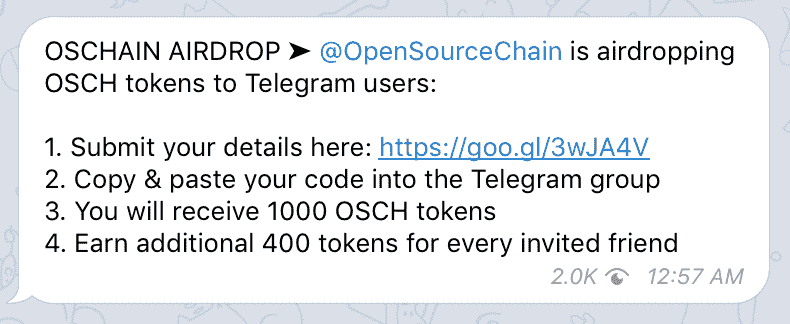 OSCHAIN AIRDROP ➤ @OpenSourceChain is airdropping
OSCH tokens to Telegram users:
1. Submit your details here: https://goo.gl/3wJA4V
2. Copy & paste your code into the Telegram group
3. You will receive 1000 OSCH tokens
4. Earn additional 400 tokens for every invited friend
2.0K 12:57 AM